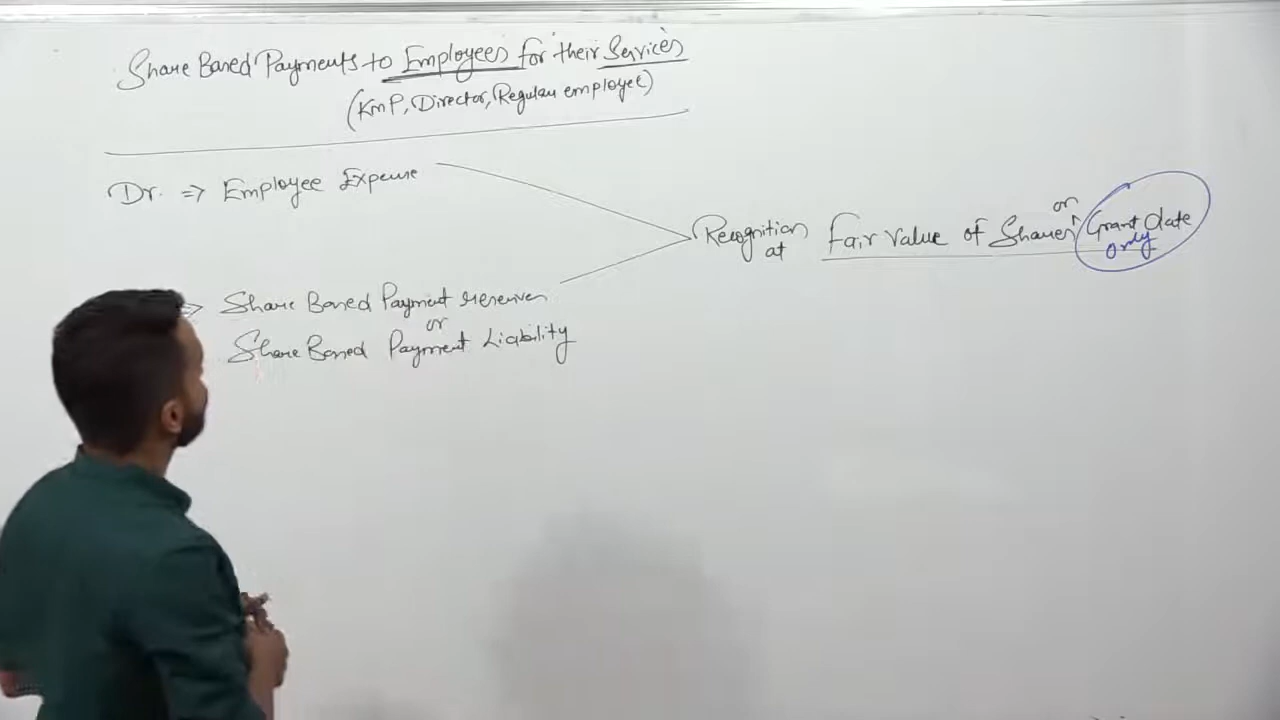 Share Based Payments to Employees for their Services
(KMP, Director, Regular employee)
Dr. ⇒ Employee Expense
Recognition at Fair value of Shares on Grant date only
⇒ Share Based Payment reserve
or
Share Based Payment Liability